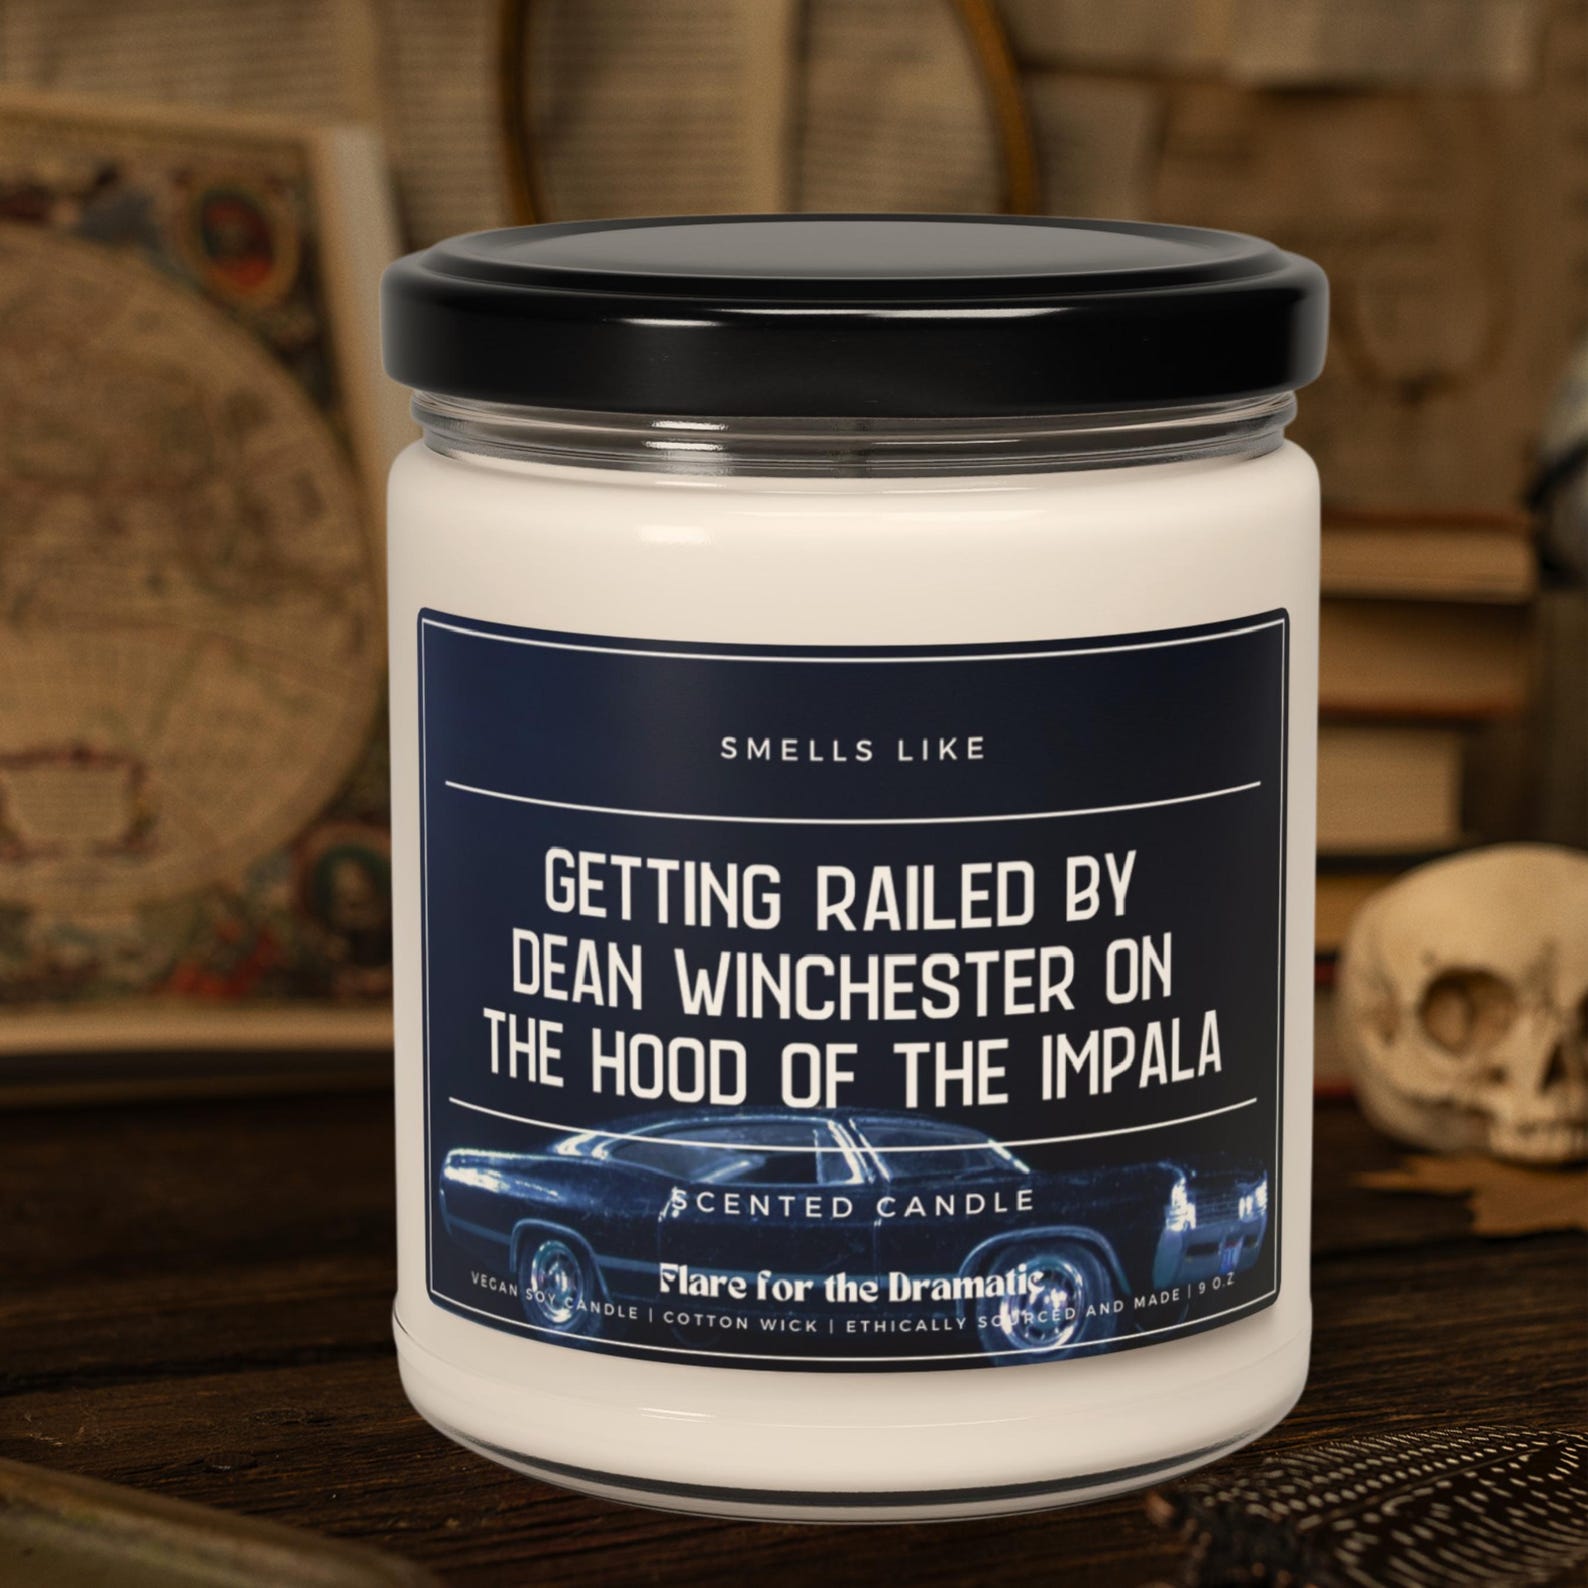 SMELLS LIKE
GETTING RAILED BY
DEAN WINCHESTER ON
THE HOOD OF THE IMPALA
SCENTED CANDLE
Flare for the Dramatic
VEGAN SOY CANDLE | COTTON WICK | ETHICALLY SOURCED AND MADE | 9 O.Z